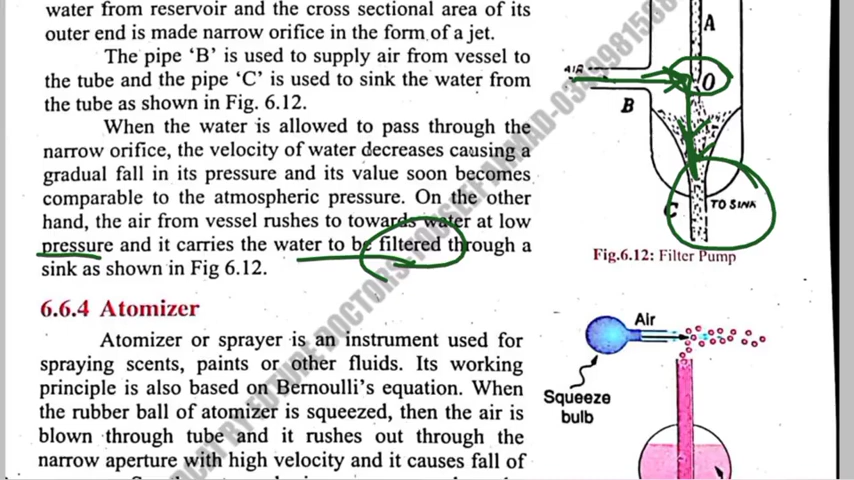 water from reservoir and the cross sectional area of its
outer end is made narrow orifice in the form of a jet.
The pipe ‘B’ is used to supply air from vessel to
the tube and the pipe ‘C’ is used to sink the water from
the tube as shown in Fig. 6.12.
When the water is allowed to pass through the
narrow orifice, the velocity of water decreases causing a
gradual fall in its pressure and its value soon becomes
comparable to the atmospheric pressure. On the other
hand, the air from vessel rushes to towards water at low
pressure and it carries the water to be filtered through a
sink as shown in Fig 6.12.
A
AIR
O
B
C
TO SINK
Fig.6.12: Filter Pump
6.6.4 Atomizer
Atomizer or sprayer is an instrument used for
spraying scents, paints or other fluids. Its working
principle is also based on Bernoulli’s equation. When
the rubber ball of atomizer is squeezed, then the air is
blown through tube and it rushes out through the
narrow aperture with high velocity and it causes fall of
Air
Squeeze
bulb